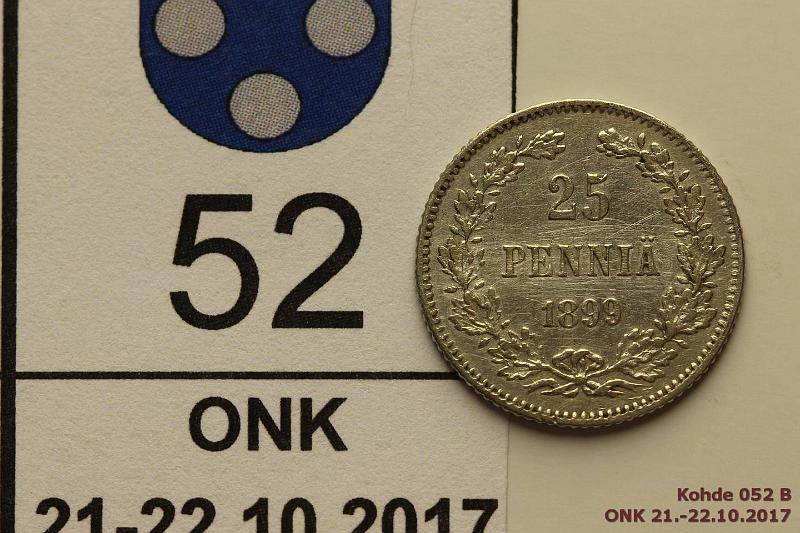 52
ONK
21-22.10.2017
25
PENNIÄ
1899
Kohde 052 B
ONK 21.-22.10.2017